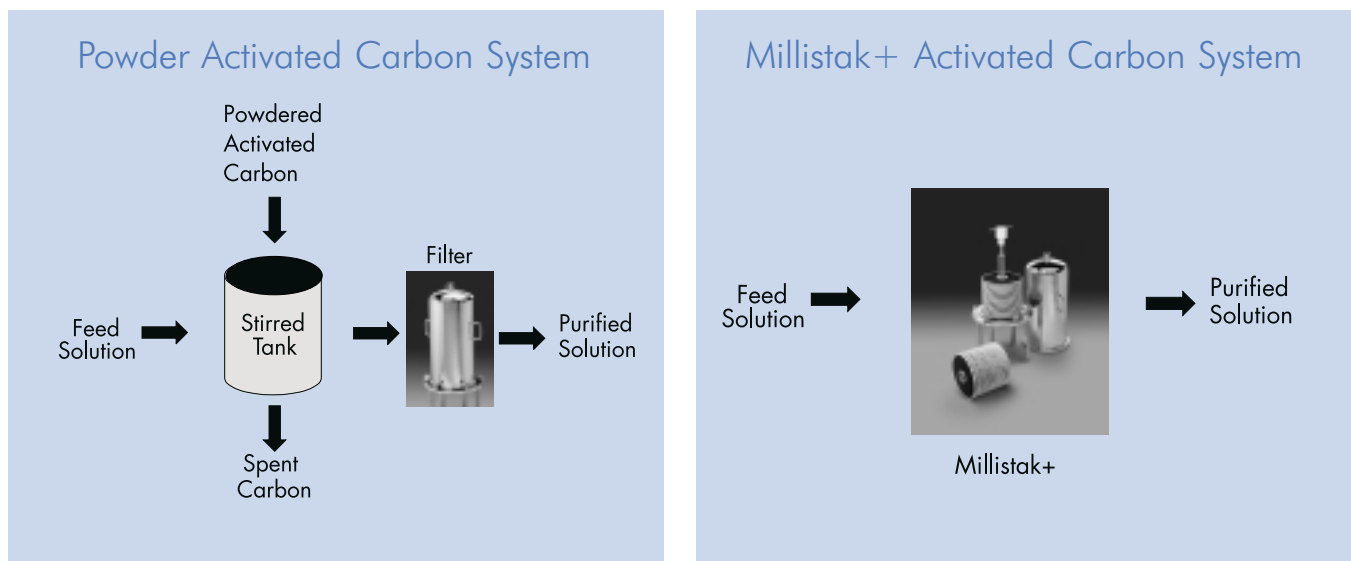 Powder Activated Carbon System
Powdered
Activated
Carbon
Filter
Feed
Solution
Stirred
Tank
Purified
Solution
Spent
Carbon
Millistak+ Activated Carbon System
Feed
Solution
Purified
Solution
Millistak+